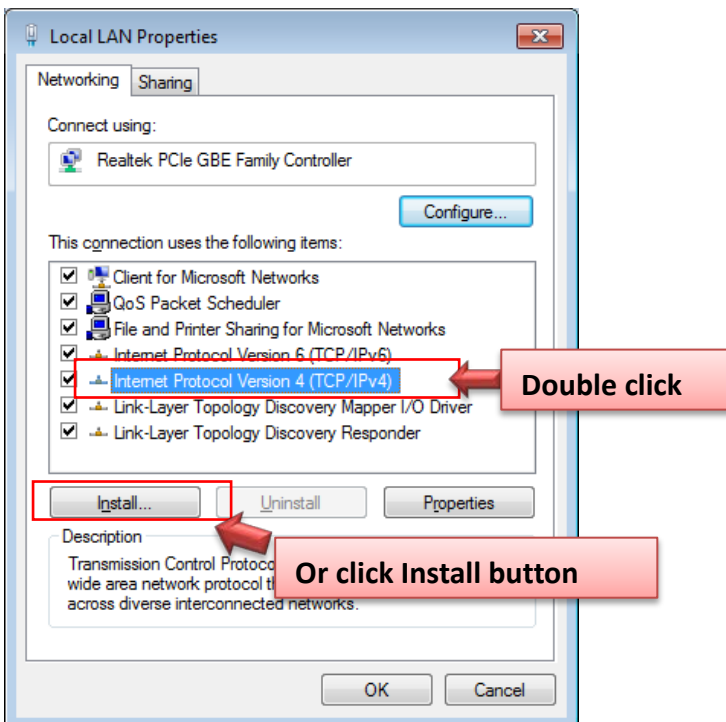 Local LAN Properties
Networking Sharing
Connect using:
Realtek PCIe GBE Family Controller
Configure...
This connection uses the following items:
Client for Microsoft Networks
QoS Packet Scheduler
File and Printer Sharing for Microsoft Networks
Internet Protocol Version 6 (TCP/IPv6)
Internet Protocol Version 4 (TCP/IPv4)
Double click
Link-Layer Topology Discovery Mapper I/O Driver
Link-Layer Topology Discovery Responder
Install... Uninstall Properties
Description
Transmission Control
wide area network protocol
across diverse interconnected networks.
Or click Install button
OK Cancel